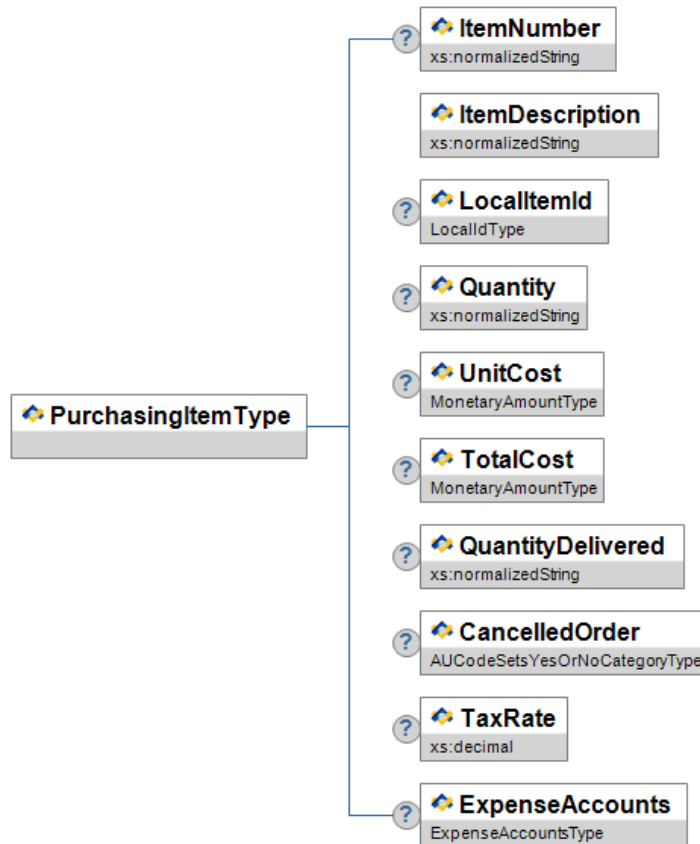 ? ItemNumber
xs:normalizedString
ItemDescription
xs:normalizedString
? LocalItemId
LocalIdType
? Quantity
xs:normalizedString
? UnitCost
MonetaryAmountType
PurchasingItemType
? TotalCost
MonetaryAmountType
? QuantityDelivered
xs:normalizedString
? CancelledOrder
AUCodeSetsYesOrNoCategoryType
? TaxRate
xs:decimal
? ExpenseAccounts
ExpenseAccountsType